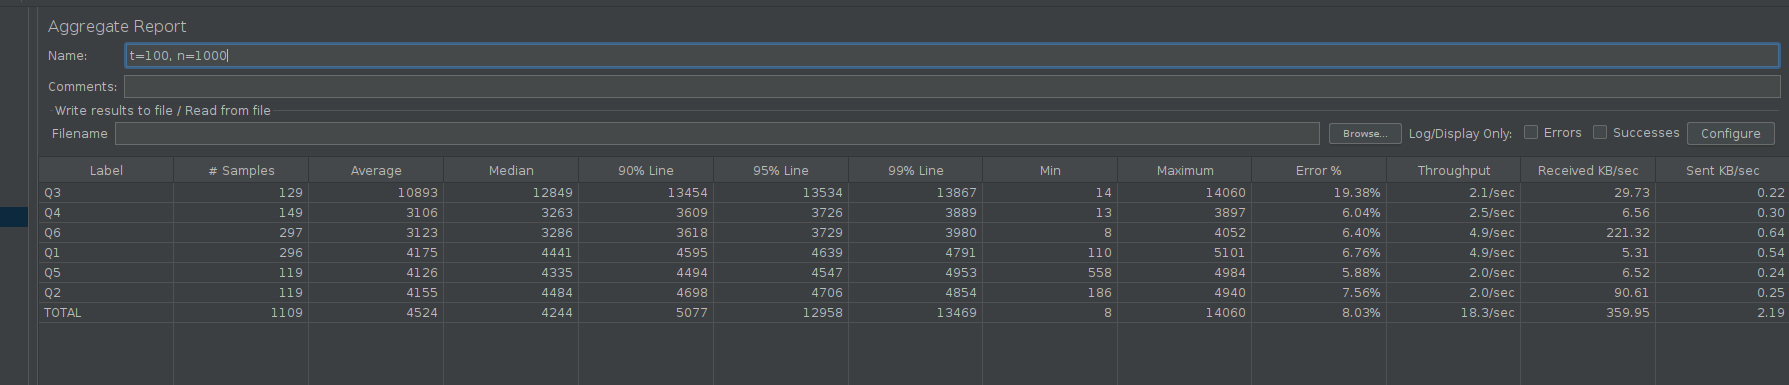 Aggregate Report
Name: t=100, n=1000
Comments:
Write results to file / Read from file
Filename Browse... Log/Display Only: Errors Successes Configure
Label # Samples Average Median 90% Line 95% Line 99% Line Min Maximum Error % Throughput Received KB/sec Sent KB/sec
Q3 129 10893 12849 13454 13534 13867 14 14060 19.38% 2.1/sec 29.73 0.22
Q4 149 3106 3263 3609 3726 3889 13 3897 6.04% 2.5/sec 6.56 0.30
Q6 297 3123 3286 3618 3729 3980 8 4052 6.40% 4.9/sec 221.32 0.64
Q1 296 4175 4441 4595 4639 4791 110 5101 6.76% 4.9/sec 5.31 0.54
Q5 119 4126 4335 4494 4547 4953 558 4984 5.88% 2.0/sec 6.52 0.24
Q2 119 4155 4484 4698 4706 4854 186 4940 7.56% 2.0/sec 90.61 0.25
TOTAL 1109 4524 4244 5077 12958 13469 8 14060 8.03% 18.3/sec 359.95 2.19